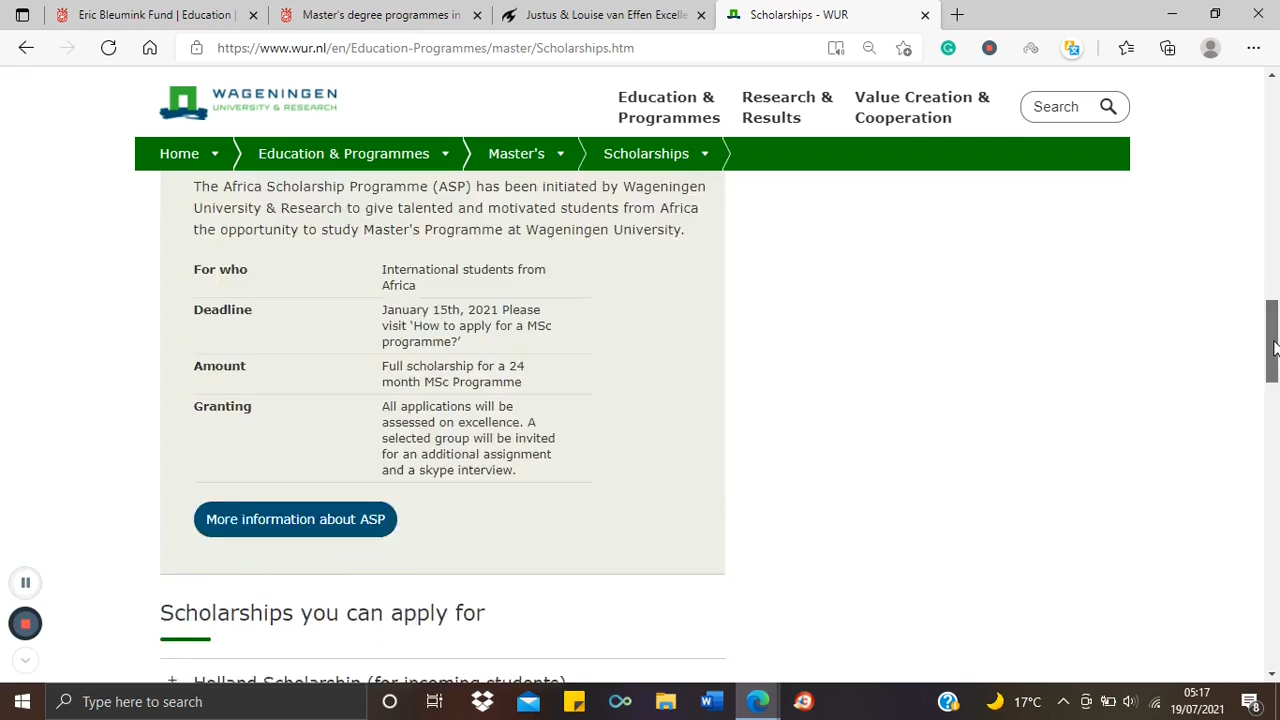 Eric Bleumink Fund | Education
Master's degree programmes in
Justus & Louise van Effen Excelle
Scholarships - WUR
https://www.wur.nl/en/Education-Programmes/master/Scholarships.htm
WAGENINGEN
UNIVERSITY & RESEARCH
Education &
Programmes
Research &
Results
Value Creation &
Cooperation
Search
Home
Education & Programmes
Master's
Scholarships
The Africa Scholarship Programme (ASP) has been initiated by Wageningen
University & Research to give talented and motivated students from Africa
the opportunity to study Master's Programme at Wageningen University.
For who
International students from
Africa
Deadline
January 15th, 2021 Please
visit ‘How to apply for a MSc
programme?’
Amount
Full scholarship for a 24
month MSc Programme
Granting
All applications will be
assessed on excellence. A
selected group will be invited
for an additional assignment
and a skype interview.
More information about ASP
Scholarships you can apply for
Holland Scholarship (for incoming students)
Type here to search
17°C
05:17
19/07/2021
8